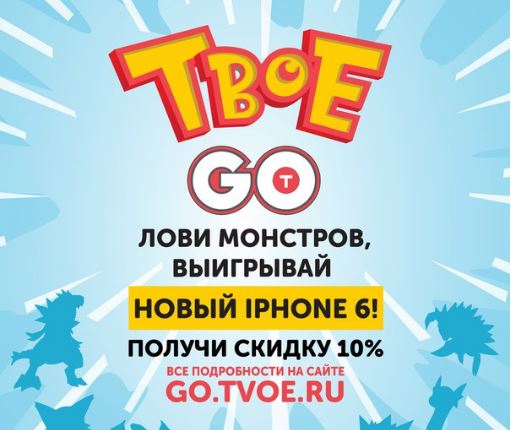 ТВОЕ
GO
Т
ЛОВИ МОНСТРОВ,
ВЫИГРЫВАЙ
НОВЫЙ IPHONE 6!
ПОЛУЧИ СКИДКУ 10%
ВСЕ ПОДРОБНОСТИ НА САЙТЕ
GO.TVOE.RU